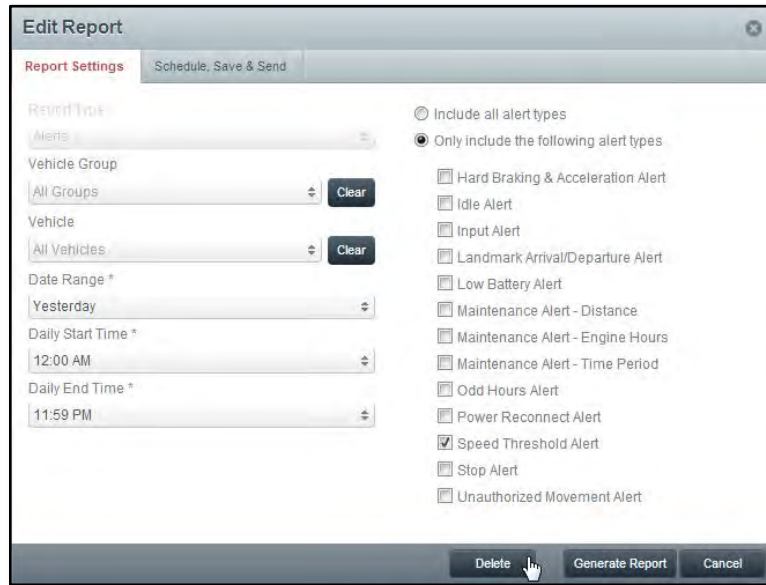 Edit Report
Report Settings
Schedule, Save & Send
Report Type
Alerts
Vehicle Group
All Groups
Clear
Vehicle
All Vehicles
Clear
Date Range *
Yesterday
Daily Start Time *
12:00 AM
Daily End Time *
11:59 PM
Include all alert types
Only include the following alert types
Hard Braking & Acceleration Alert
Idle Alert
Input Alert
Landmark Arrival/Departure Alert
Low Battery Alert
Maintenance Alert - Distance
Maintenance Alert - Engine Hours
Maintenance Alert - Time Period
Odd Hours Alert
Power Reconnect Alert
Speed Threshold Alert
Stop Alert
Unauthorized Movement Alert
Delete
Generate Report
Cancel